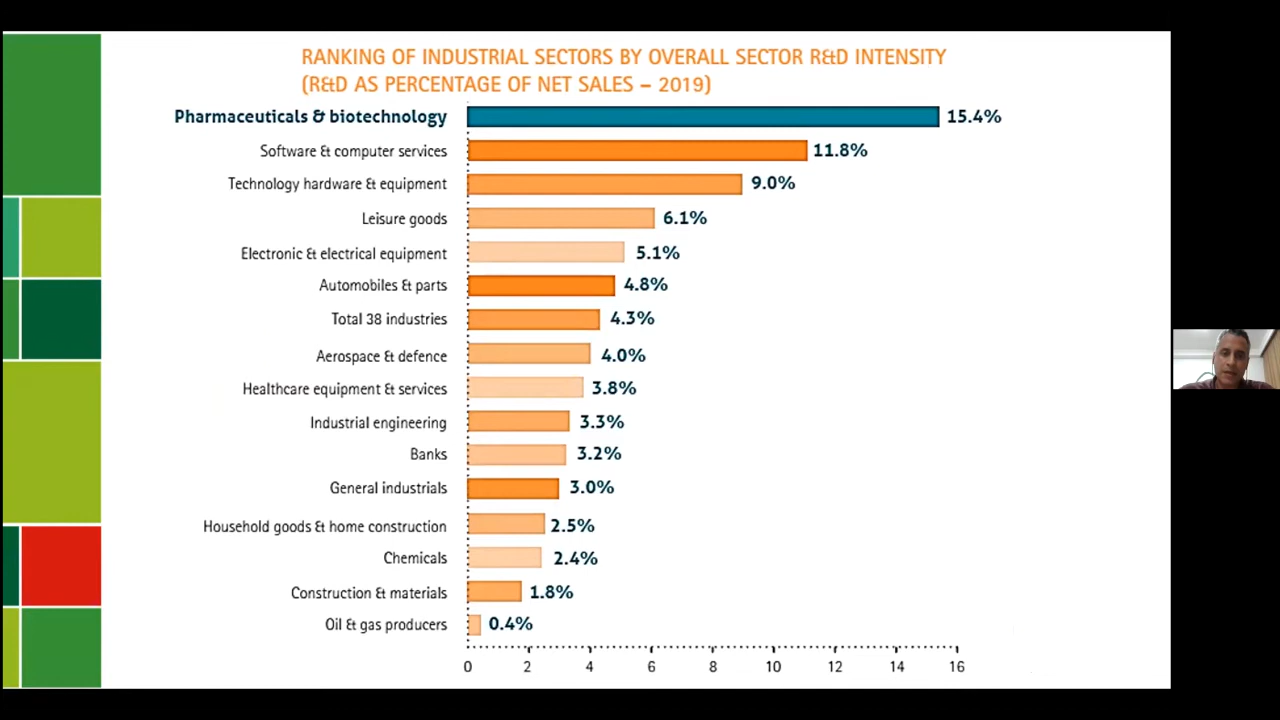 RANKING OF INDUSTRIAL SECTORS BY OVERALL SECTOR R&D INTENSITY
(R&D AS PERCENTAGE OF NET SALES – 2019)
Pharmaceuticals & biotechnology 15.4%
Software & computer services 11.8%
Technology hardware & equipment 9.0%
Leisure goods 6.1%
Electronic & electrical equipment 5.1%
Automobiles & parts 4.8%
Total 38 industries 4.3%
Aerospace & defence 4.0%
Healthcare equipment & services 3.8%
Industrial engineering 3.3%
Banks 3.2%
General industrials 3.0%
Household goods & home construction 2.5%
Chemicals 2.4%
Construction & materials 1.8%
Oil & gas producers 0.4%
0 2 4 6 8 10 12 14 16